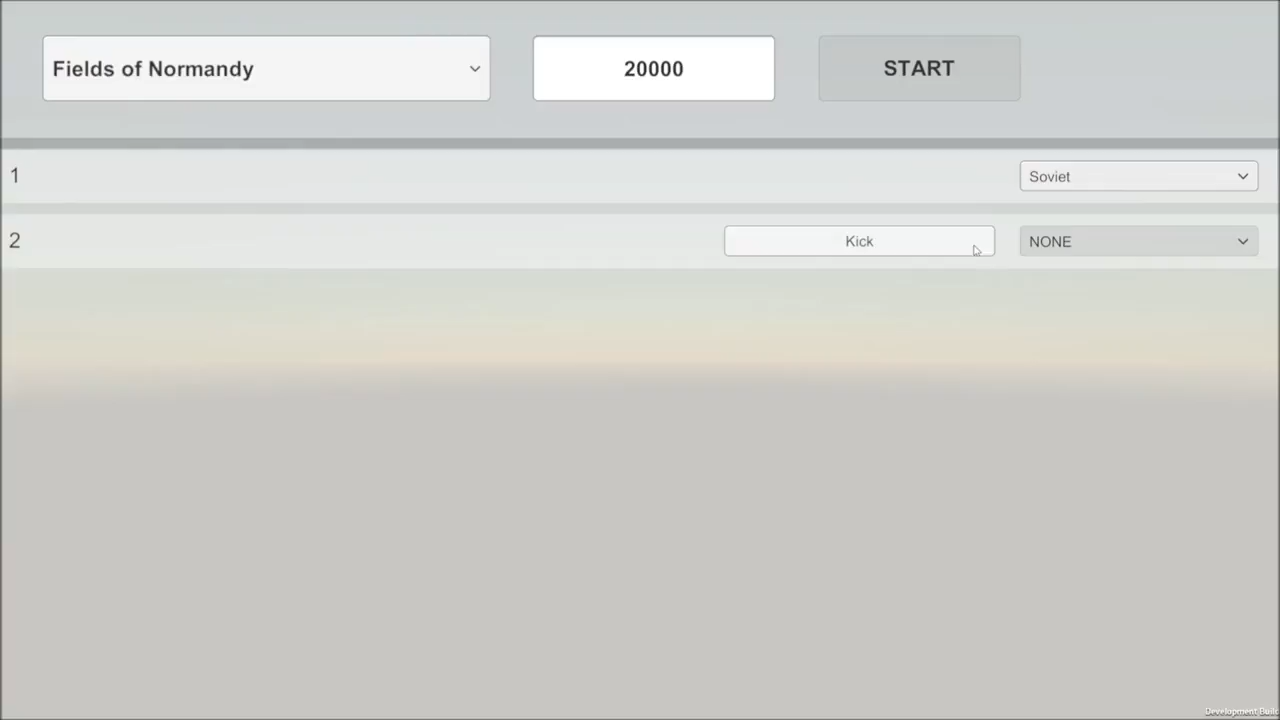 Fields of Normandy
20000
START
1
Soviet
2
Kick
NONE
Development Build